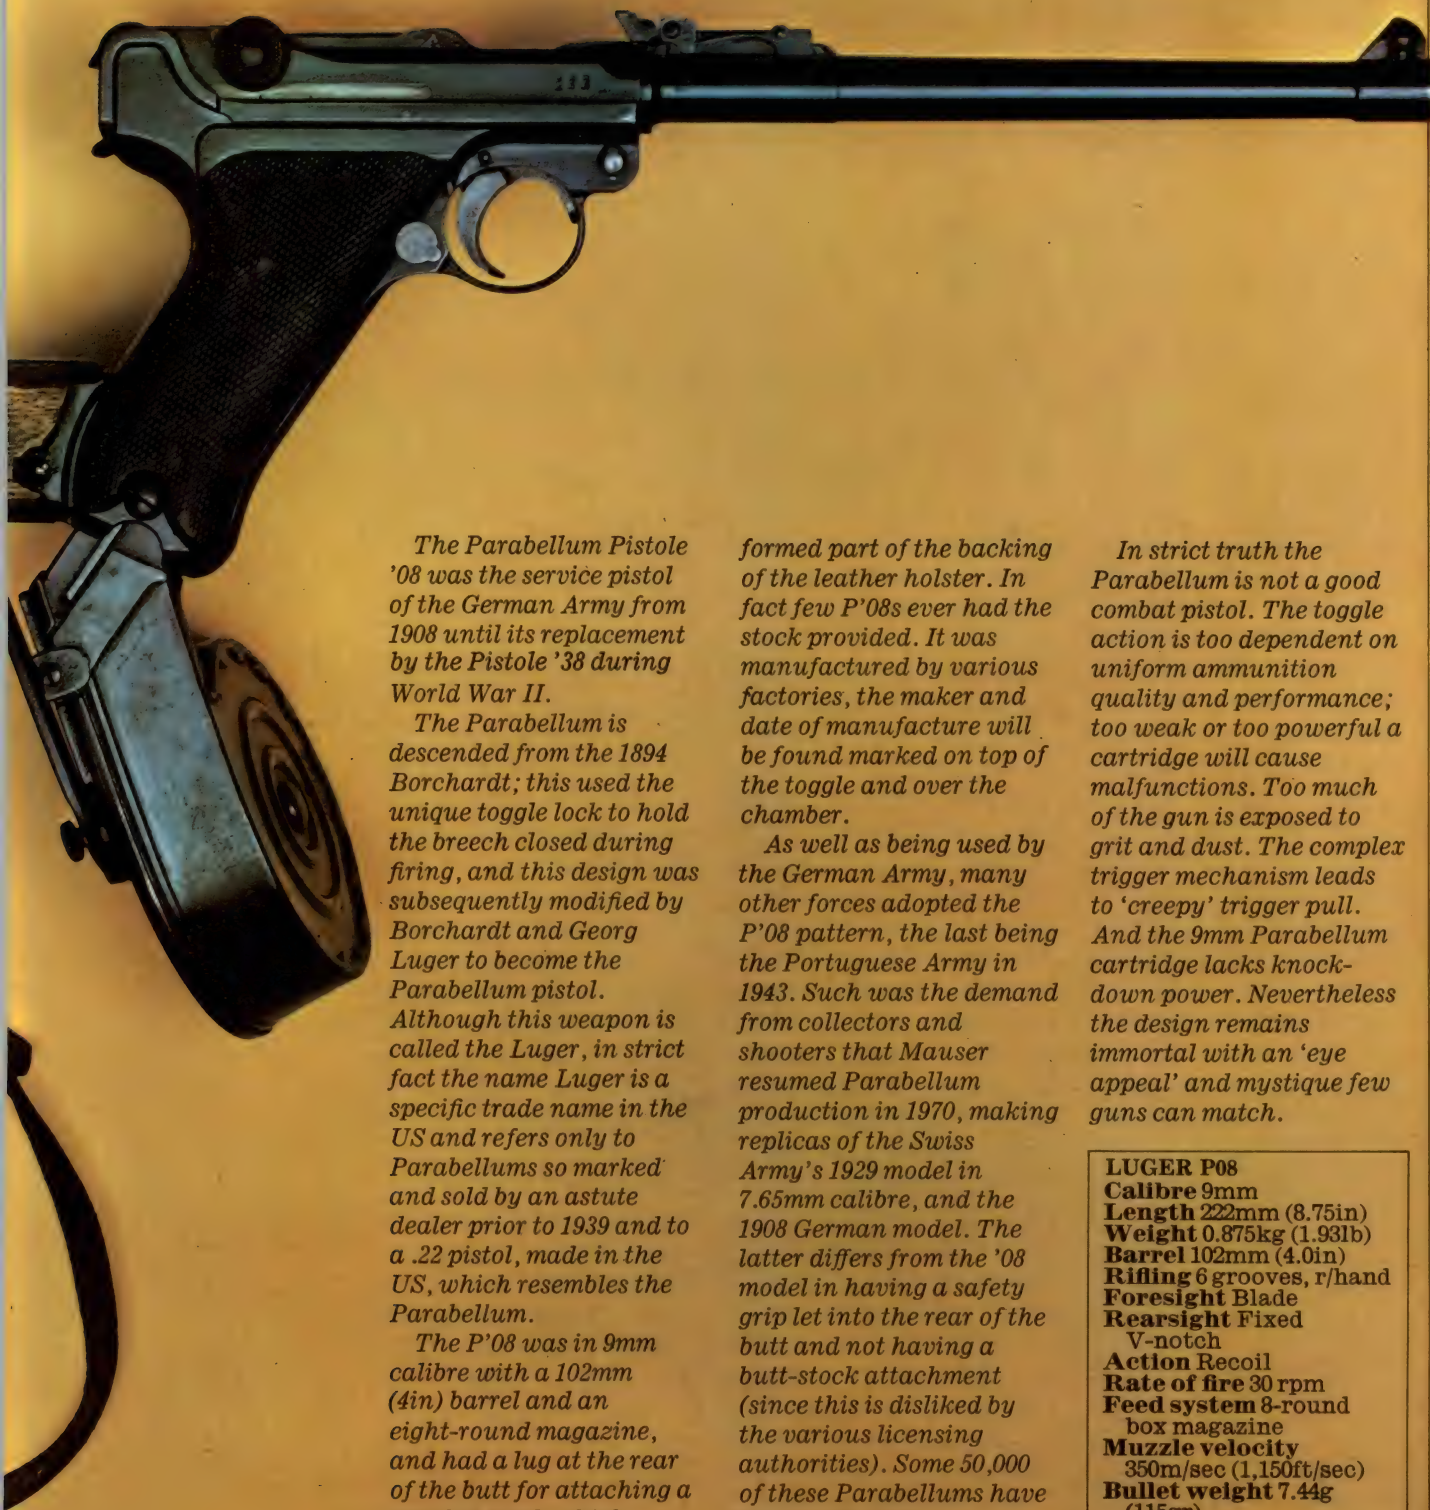 133
The Parabellum Pistole
'08 was the service pistol
of the German Army from
1908 until its replacement
by the Pistole '38 during
World War II.
The Parabellum is
descended from the 1894
Borchardt; this used the
unique toggle lock to hold
the breech closed during
firing, and this design was
subsequently modified by
Borchardt and Georg
Luger to become the
Parabellum pistol.
Although this weapon is
called the Luger, in strict
fact the name Luger is a
specific trade name in the
US and refers only to
Parabellums so marked
and sold by an astute
dealer prior to 1939 and to
a .22 pistol, made in the
US, which resembles the
Parabellum.
The P'08 was in 9mm
calibre with a 102mm
(4in) barrel and an
eight-round magazine,
and had a lug at the rear
of the butt for attaching a
formed part of the backing
of the leather holster. In
fact few P'08s ever had the
stock provided. It was
manufactured by various
factories, the maker and
date of manufacture will
be found marked on top of
the toggle and over the
chamber.
As well as being used by
the German Army, many
other forces adopted the
P'08 pattern, the last being
the Portuguese Army in
1943. Such was the demand
from collectors and
shooters that Mauser
resumed Parabellum
production in 1970, making
replicas of the Swiss
Army's 1929 model in
7.65mm calibre, and the
1908 German model. The
latter differs from the '08
model in having a safety
grip let into the rear of the
butt and not having a
butt-stock attachment
(since this is disliked by
the various licensing
authorities). Some 50,000
of these Parabellums have
In strict truth the
Parabellum is not a good
combat pistol. The toggle
action is too dependent on
uniform ammunition
quality and performance;
too weak or too powerful a
cartridge will cause
malfunctions. Too much
of the gun is exposed to
grit and dust. The complex
trigger mechanism leads
to 'creepy' trigger pull.
And the 9mm Parabellum
cartridge lacks knock-
down power. Nevertheless
the design remains
immortal with an 'eye
appeal' and mystique few
guns can match.
LUGER P08
Calibre 9mm
Length 222mm (8.75in)
Weight 0.875kg (1.93lb)
Barrel 102mm (4.0in)
Rifling 6 grooves, r/hand
Foresight Blade
Rearsight Fixed
V-notch
Action Recoil
Rate of fire 30 rpm
Feed system 8-round
box magazine
Muzzle velocity
350m/sec (1,150ft/sec)
Bullet weight 7.44g